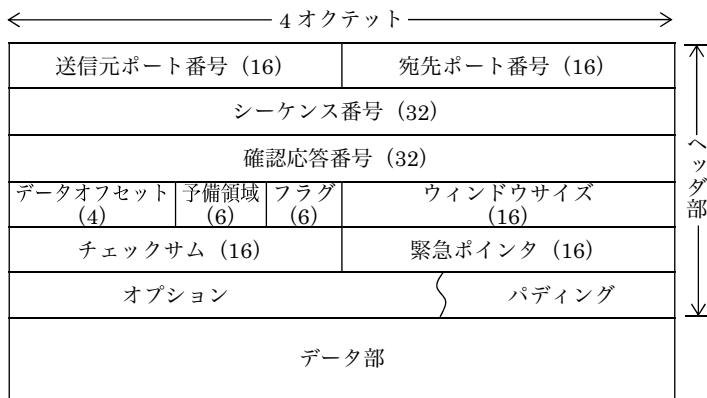 4オクテット
送信元ポート番号（16）
宛先ポート番号（16）
シーケンス番号（32）
確認応答番号（32）
データオフセット
（4）
予備領域
（6）
フラグ
（6）
ウィンドウサイズ
（16）
チェックサム（16）
緊急ポインタ（16）
オプション
パディング
データ部
ヘッダ部